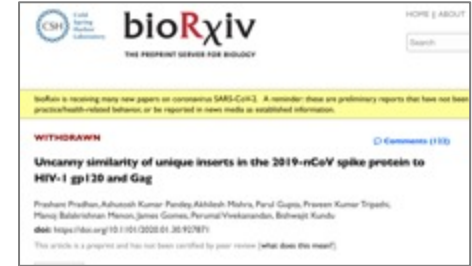 CSH
Cold
Spring
Harbor
Laboratory
bioRxiv
THE PREPRINT SERVER FOR BIOLOGY
HOME | ABOUT
Search
bioRxiv is receiving many new papers on coronavirus SARS-CoV-2. A reminder: these are preliminary reports that have not been
practice/health-related behavior, or be reported in news media as established information.
WITHDRAWN
Comments (132)
Uncanny similarity of unique inserts in the 2019-nCoV spike protein to
HIV-1 gp120 and Gag
Prashant Pradhan, Ashutosh Kumar Pandey, Akhilesh Mishra, Parul Gupta, Praveen Kumar Tripathi,
Manoj Balakrishnan Menon, James Gomes, Perumal Vivekanandan, Bishwajit Kundu
doi: https://doi.org/10.1101/2020.01.30.927871
This article is a preprint and has not been certified by peer review [what does this mean?]